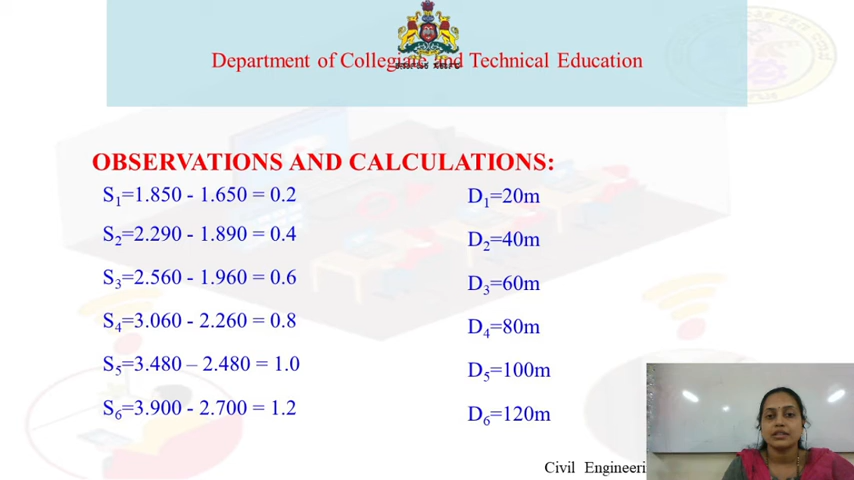 Department of Collegiate and Technical Education
OBSERVATIONS AND CALCULATIONS:
S₁=1.850 - 1.650 = 0.2
D₁=20m
S₂=2.290 - 1.890 = 0.4
D₂=40m
S₃=2.560 - 1.960 = 0.6
D₃=60m
S₄=3.060 - 2.260 = 0.8
D₄=80m
S₅=3.480 – 2.480 = 1.0
D₅=100m
S₆=3.900 - 2.700 = 1.2
D₆=120m
Civil Engineeri